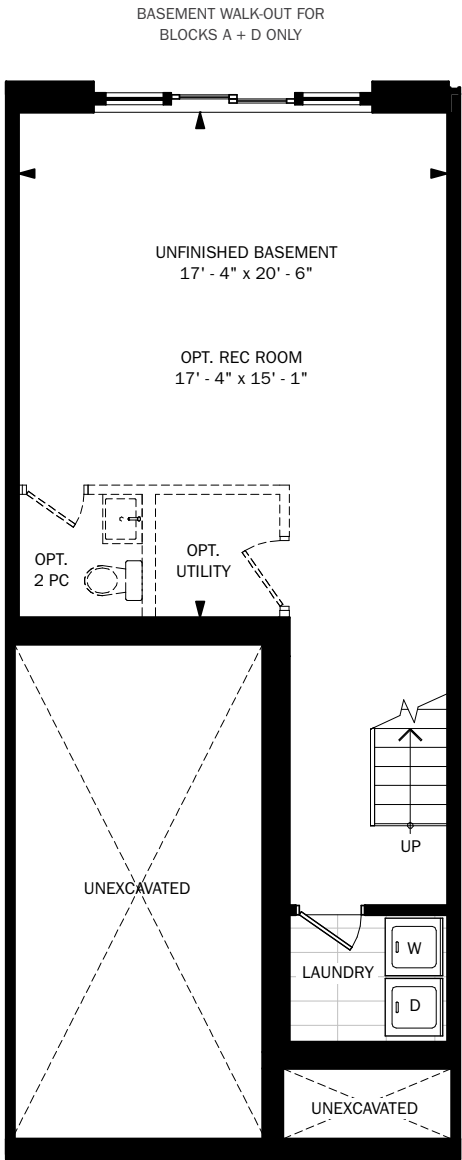 BASEMENT WALK-OUT FOR
BLOCKS A + D ONLY
UNFINISHED BASEMENT
17' - 4" x 20' - 6"
OPT. REC ROOM
17' - 4" x 15' - 1"
OPT.
2 PC
OPT.
UTILITY
UP
UNEXCAVATED
LAUNDRY
W
D
UNEXCAVATED